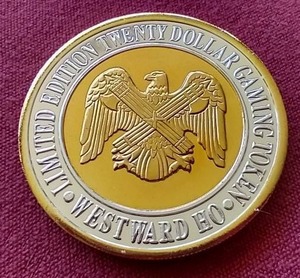 LIMITED EDITION TWENTY DOLLAR GAMING TOKEN
• WESTWARD HO •